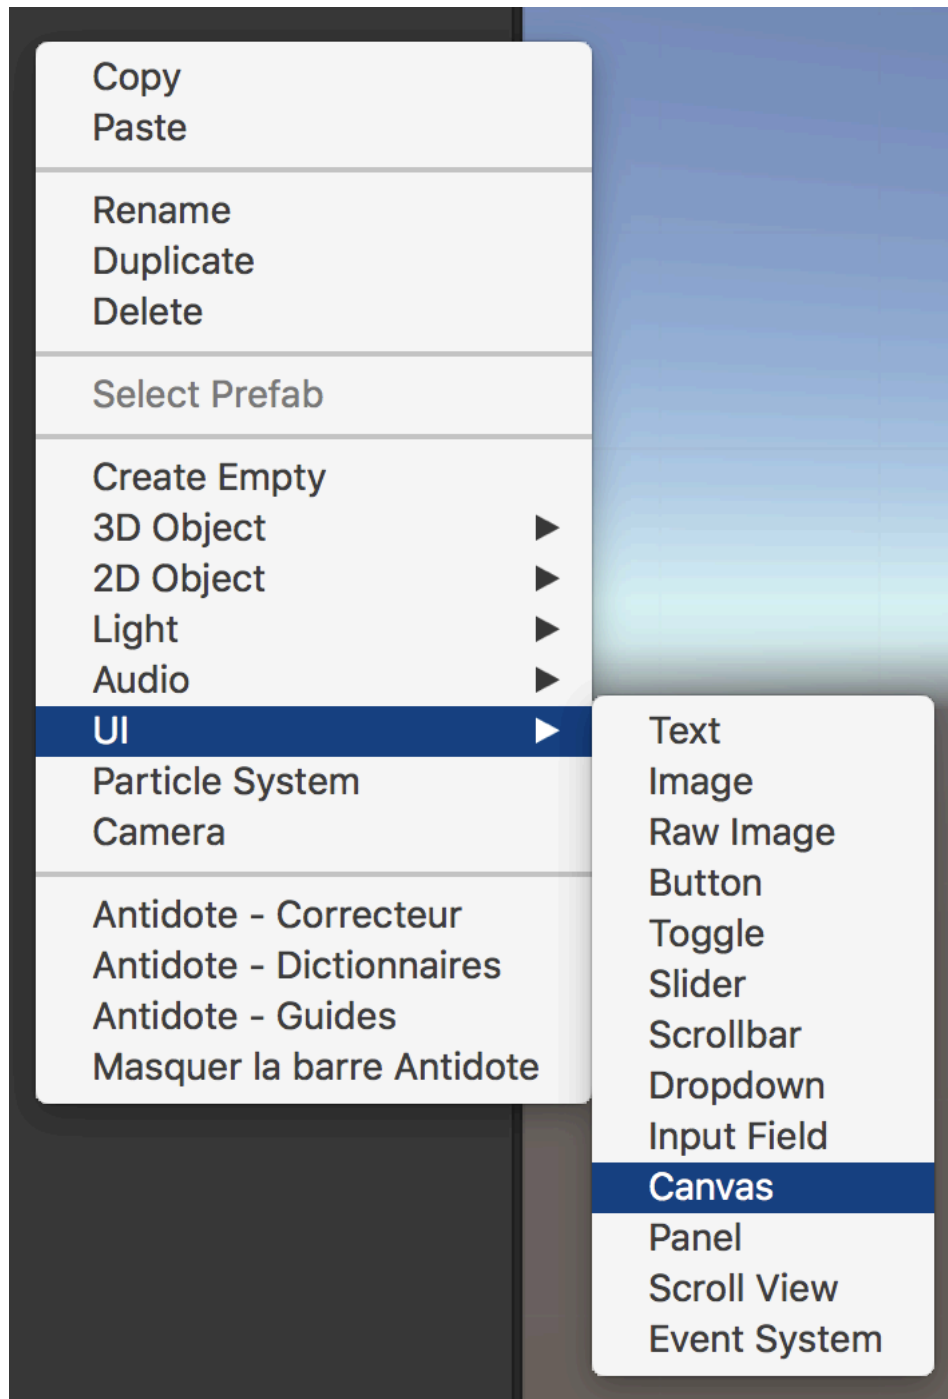 Copy
Paste
Rename
Duplicate
Delete
Select Prefab
Create Empty
3D Object
2D Object
Light
Audio
UI
Particle System
Camera
Antidote - Correcteur
Antidote - Dictionnaires
Antidote - Guides
Masquer la barre Antidote
Text
Image
Raw Image
Button
Toggle
Slider
Scrollbar
Dropdown
Input Field
Canvas
Panel
Scroll View
Event System